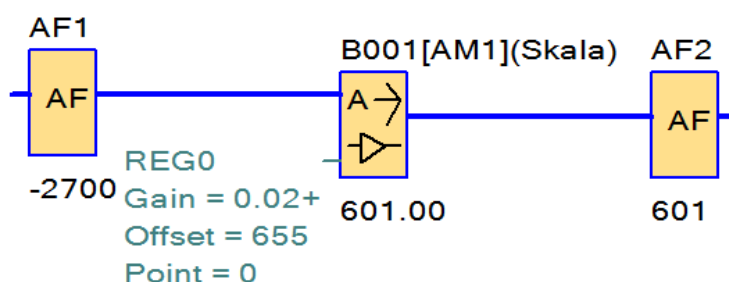 AF1
AF
-2700
B001[AM1](Skala)
A
REG0
Gain = 0.02+
Offset = 655
Point = 0
601.00
AF2
AF
601